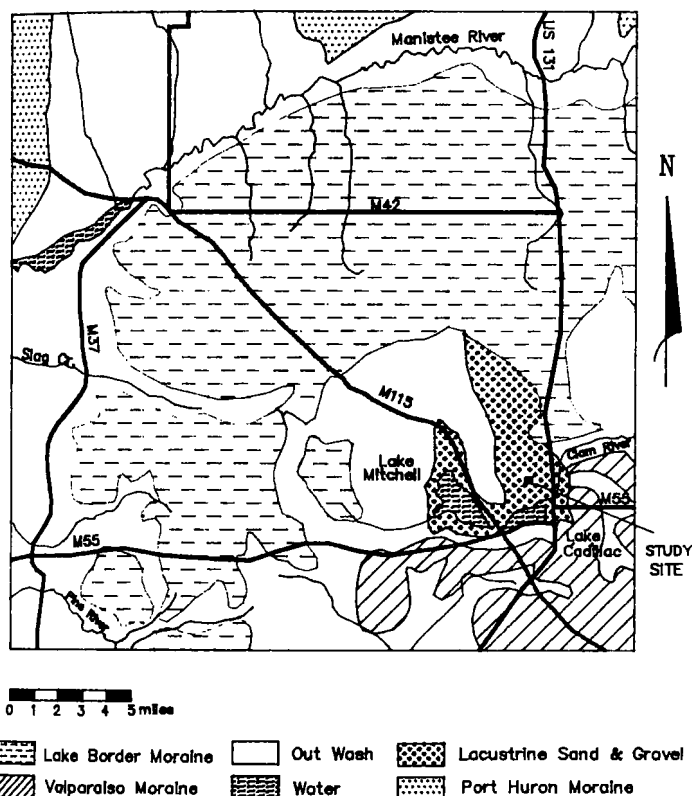 Manistee River
US 131
N
M42
M37
Slag Cr.
M115
Lake
Mitchell
Clam River
M55
M55
Lake
Cadillac
STUDY
SITE
Pine River
0 1 2 3 4 5 miles
Lake Border Moraine
Out Wash
Lacustrine Sand & Gravel
Valparaiso Moraine
Water
Port Huron Moraine